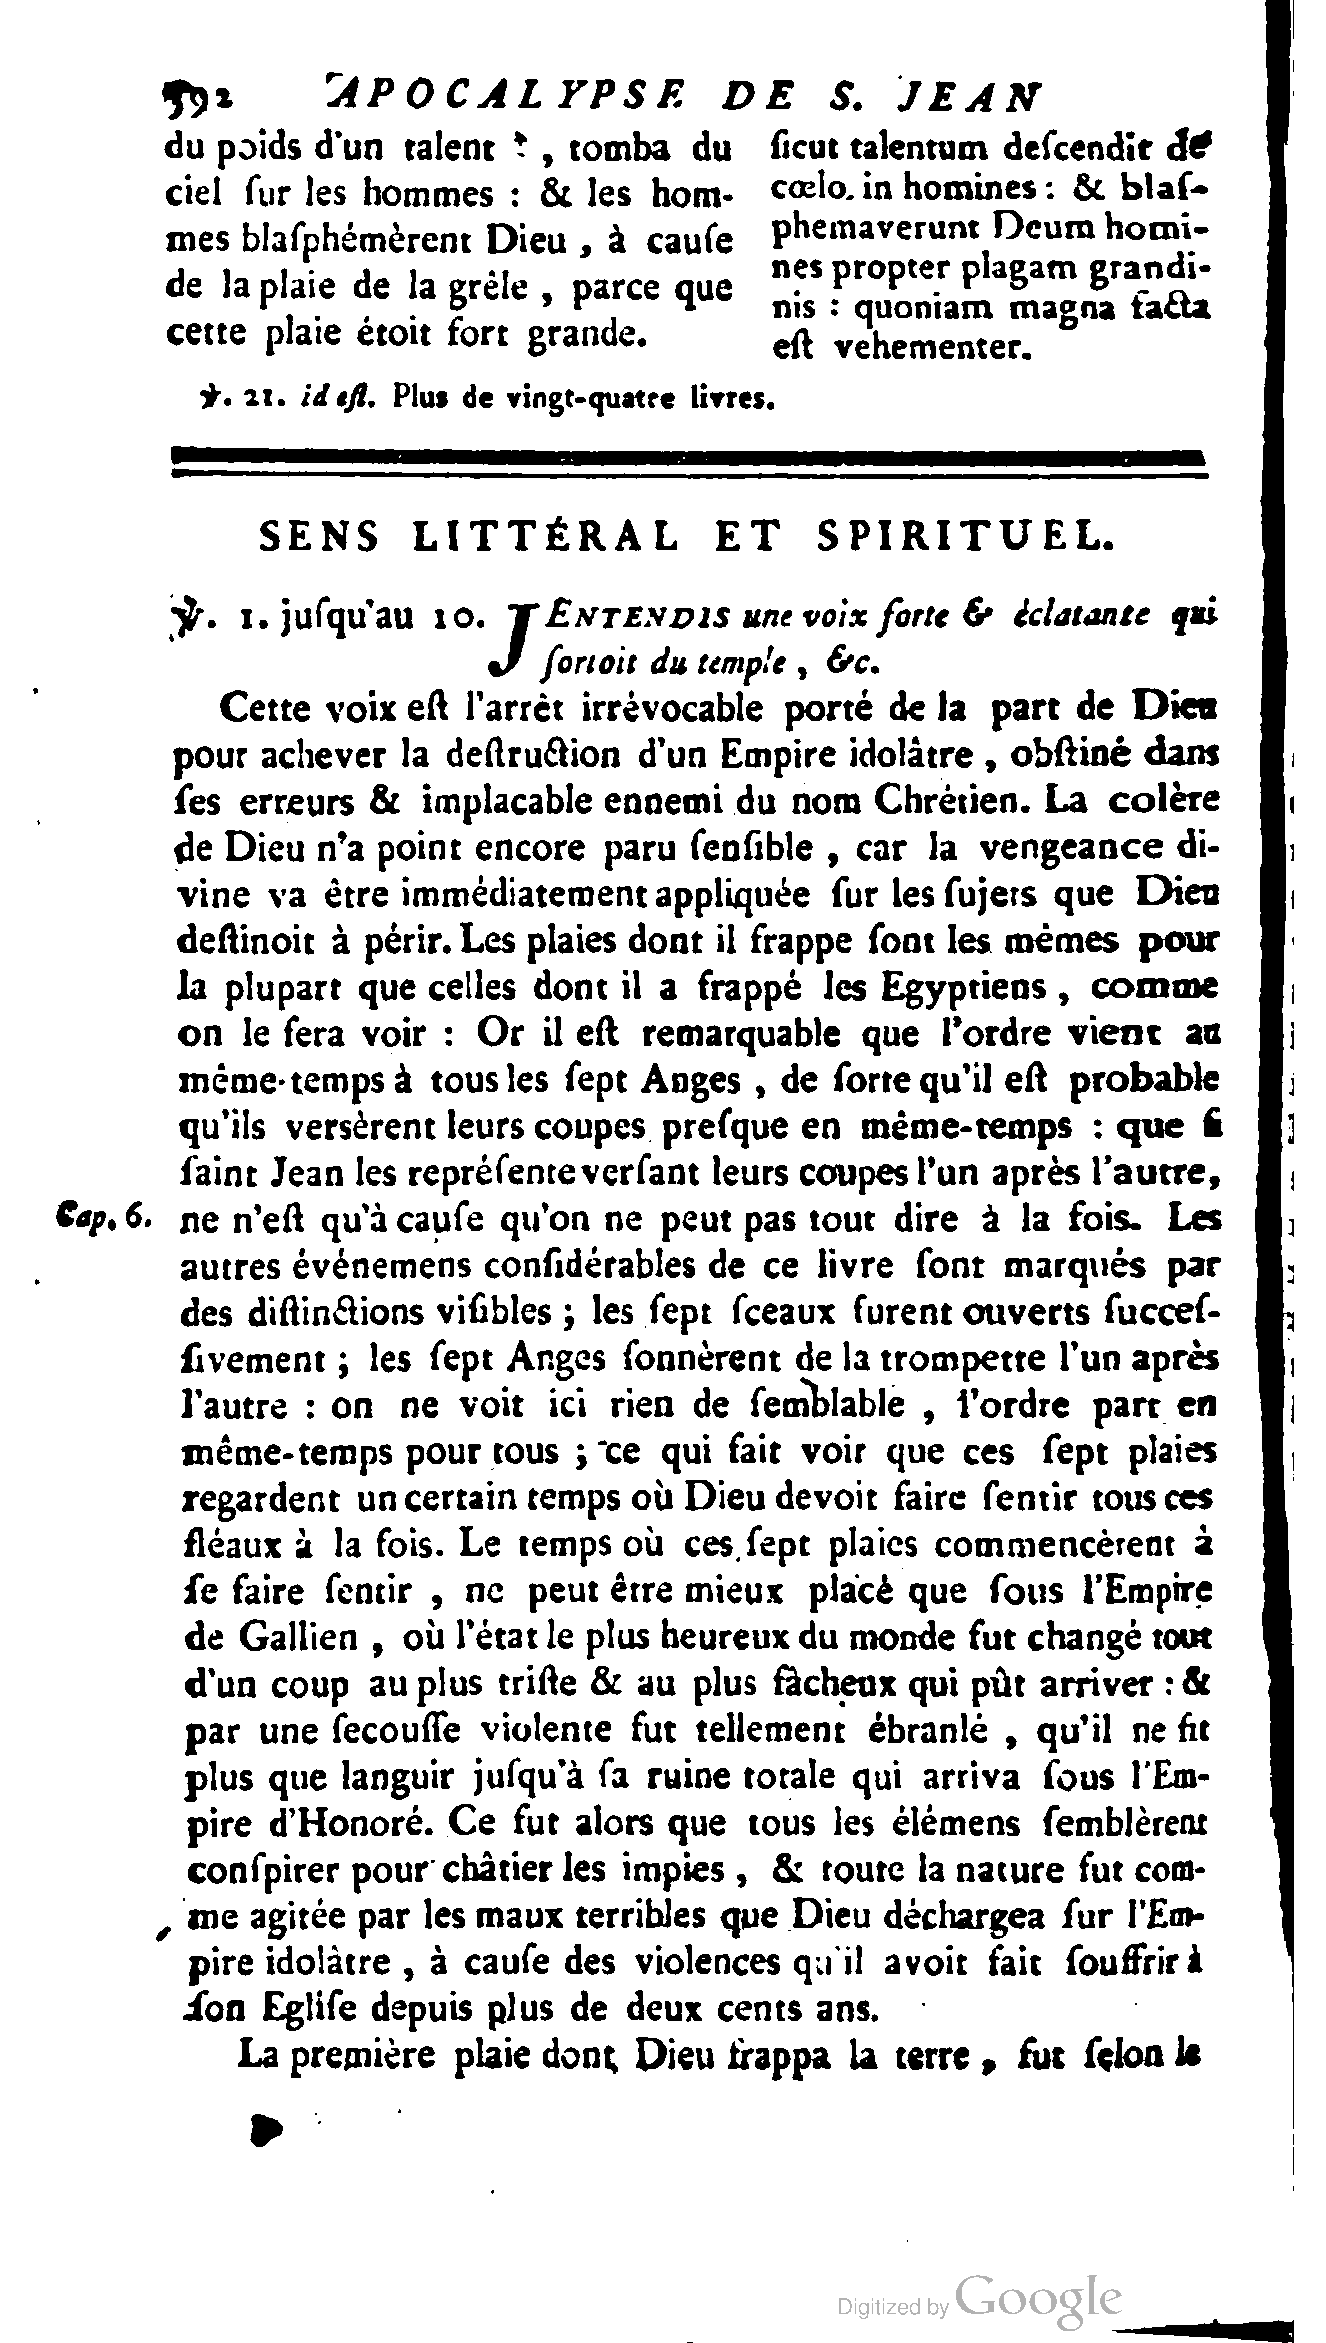 592 APOCALYPSE DE S. JEAN
du poids d'un talent * , tomba du
ciel ſur les hommes : & les hom-
mes blaſphémèrent Dieu , à cauſe
de la plaie de la grêle , parce que
cette plaie étoit fort grande.
ſicut talentum deſcendit de
cœlo in homines : & blaſ-
phemaverunt Deum homi-
nes propter plagam grandi-
nis : quoniam magna facta
eſt vehementer.
℣. 21. id eſt. Plus de vingt-quatre livres.
SENS LITTÉRAL ET SPIRITUEL.
℣. 1. juſqu'au 10. J'ENTENDIS une voix forte & éclatante qui
ſortoit du temple , &c.
Cette voix eſt l'arrêt irrévocable porté de la part de Dieu
pour achever la deſtruction d'un Empire idolâtre , obſtiné dans
ſes erreurs & implacable ennemi du nom Chrétien. La colère
de Dieu n'a point encore paru ſenſible , car la vengeance di-
vine va être immédiatement appliquée ſur les ſujets que Dieu
deſtinoit à périr. Les plaies dont il frappe ſont les mêmes pour
la plupart que celles dont il a frappé les Egyptiens , comme
on le fera voir : Or il eſt remarquable que l'ordre vient au
même-temps à tous les ſept Anges , de ſorte qu'il eſt probable
qu'ils versèrent leurs coupes preſque en même-temps : que ſi
ſaint Jean les repréſente verſant leurs coupes l'un après l'autre,
Cap. 6. ne n'eſt qu'à cauſe qu'on ne peut pas tout dire à la fois. Les
autres événemens conſidérables de ce livre ſont marqués par
des diſtinctions viſibles ; les ſept ſceaux furent ouverts ſucceſ-
ſivement ; les ſept Anges ſonnèrent de la trompette l'un après
l'autre : on ne voit ici rien de ſemblable , l'ordre part en
même-temps pour tous ; ce qui fait voir que ces ſept plaies
regardent un certain temps où Dieu devoit faire ſentir tous ces
fléaux à la fois. Le temps où ces ſept plaies commencèrent à
ſe faire ſentir , ne peut être mieux placé que ſous l'Empire
de Gallien , où l'état le plus heureux du monde fut changé tout
d'un coup au plus triſte & au plus fâcheux qui pût arriver : &
par une ſecouſſe violente fut tellement ébranlé , qu'il ne fit
plus que languir juſqu'à ſa ruine totale qui arriva ſous l'Em-
pire d'Honoré. Ce fut alors que tous les élémens ſemblèrent
conſpirer pour châtier les impies , & toute la nature fut com-
me agitée par les maux terribles que Dieu déchargea ſur l'Em-
pire idolâtre , à cauſe des violences qu'il avoit fait ſouffrir à
ſon Egliſe depuis plus de deux cents ans.
La première plaie dont Dieu frappa la terre , fut ſelon le
Digitized by Google